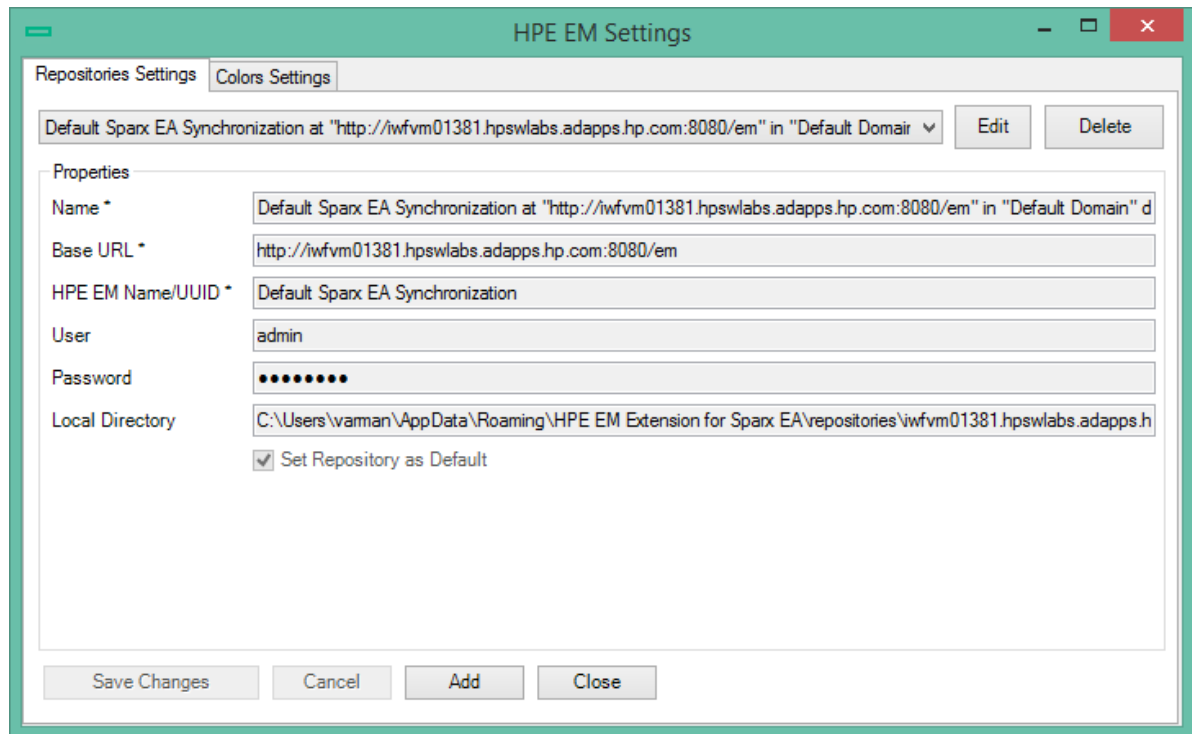 HPE EM Settings
Repositories Settings Colors Settings
Default Sparx EA Synchronization at "http://iwfvm01381.hpswlabs.adapps.hp.com:8080/em" in "Default Domair Edit Delete
Properties
Name * Default Sparx EA Synchronization at "http://iwfvm01381.hpswlabs.adapps.hp.com:8080/em" in "Default Domain" d
Base URL * http://iwfvm01381.hpswlabs.adapps.hp.com:8080/em
HPE EM Name/UUID * Default Sparx EA Synchronization
User admin
Password ●●●●●●●●
Local Directory C:\Users\varman\AppData\Roaming\HPE EM Extension for Sparx EA\repositories\iwfvm01381.hpswlabs.adapps.h
Set Repository as Default
Save Changes Cancel Add Close